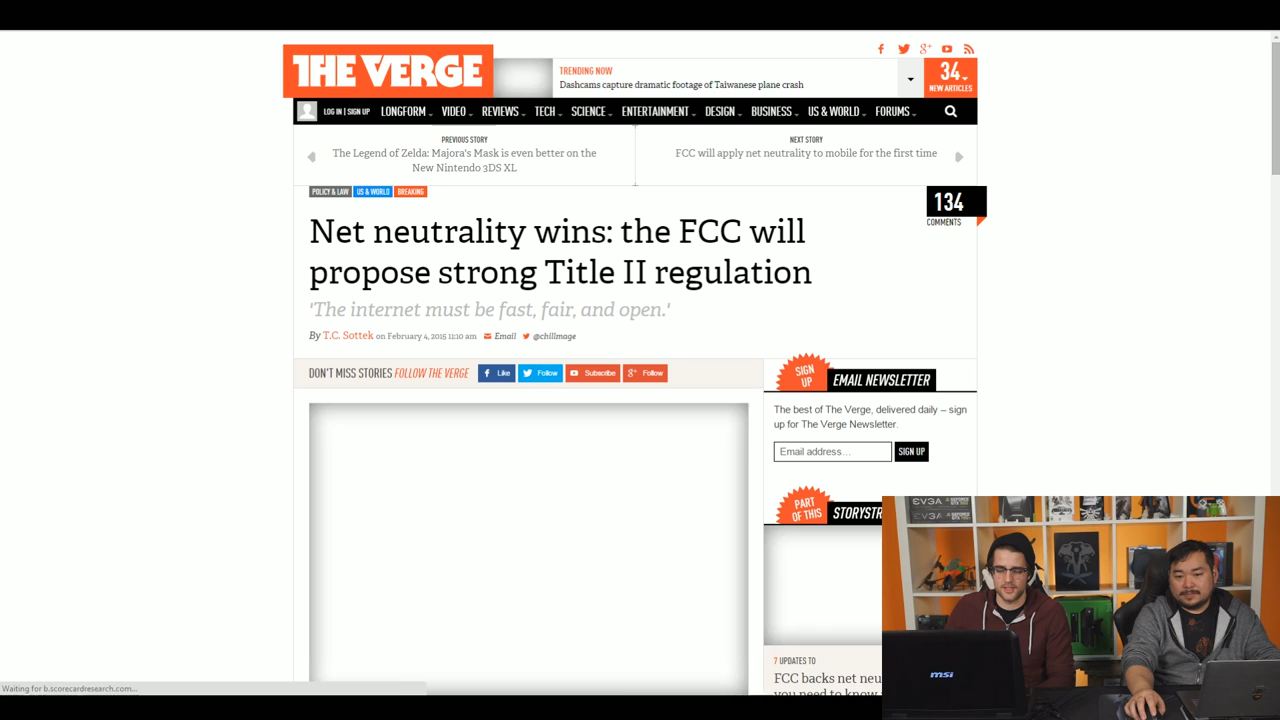 THE VERGE
TRENDING NOW
Dashcams capture dramatic footage of Taiwanese plane crash
34
NEW ARTICLES
LOG IN | SIGN UP LONGFORM VIDEO REVIEWS TECH SCIENCE ENTERTAINMENT DESIGN BUSINESS US & WORLD FORUMS
PREVIOUS STORY
The Legend of Zelda: Majora's Mask is even better on the
New Nintendo 3DS XL
NEXT STORY
FCC will apply net neutrality to mobile for the first time
POLICY & LAW US & WORLD BREAKING
134
COMMENTS
Net neutrality wins: the FCC will
propose strong Title II regulation
'The internet must be fast, fair, and open.'
By T.C. Sottek on February 4, 2015 11:10 am Email @chillmage
DON'T MISS STORIES FOLLOW THE VERGE Like Follow Subscribe Follow
SIGN
UP
EMAIL NEWSLETTER
The best of The Verge, delivered daily – sign
up for The Verge Newsletter.
Email address… SIGN UP
PART
OF THIS
STORYSTR
7 UPDATES TO
FCC backs net neu
you need to know
Waiting for b.scorecardresearch.com...
EVGA
msi